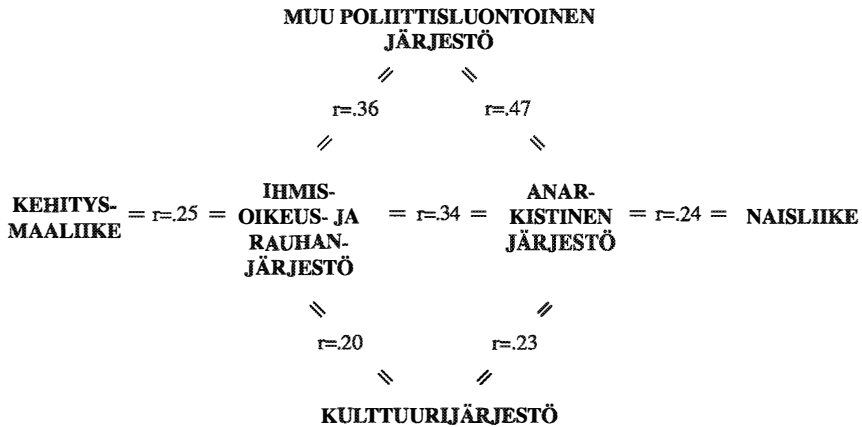 MUU POLIITTISLUONTOINEN
JÄRJESTÖ
r=.36 r=.47
KEHITYS-
MAALIIKE
= r=.25 =
IHMIS-
OIKEUS- JA
RAUHAN-
JÄRJESTÖ
= r=.34 =
ANAR-
KISTINEN
JÄRJESTÖ
= r=.24 =
NAISLIIKE
r=.20 r=.23
KULTTUURIJÄRJESTÖ